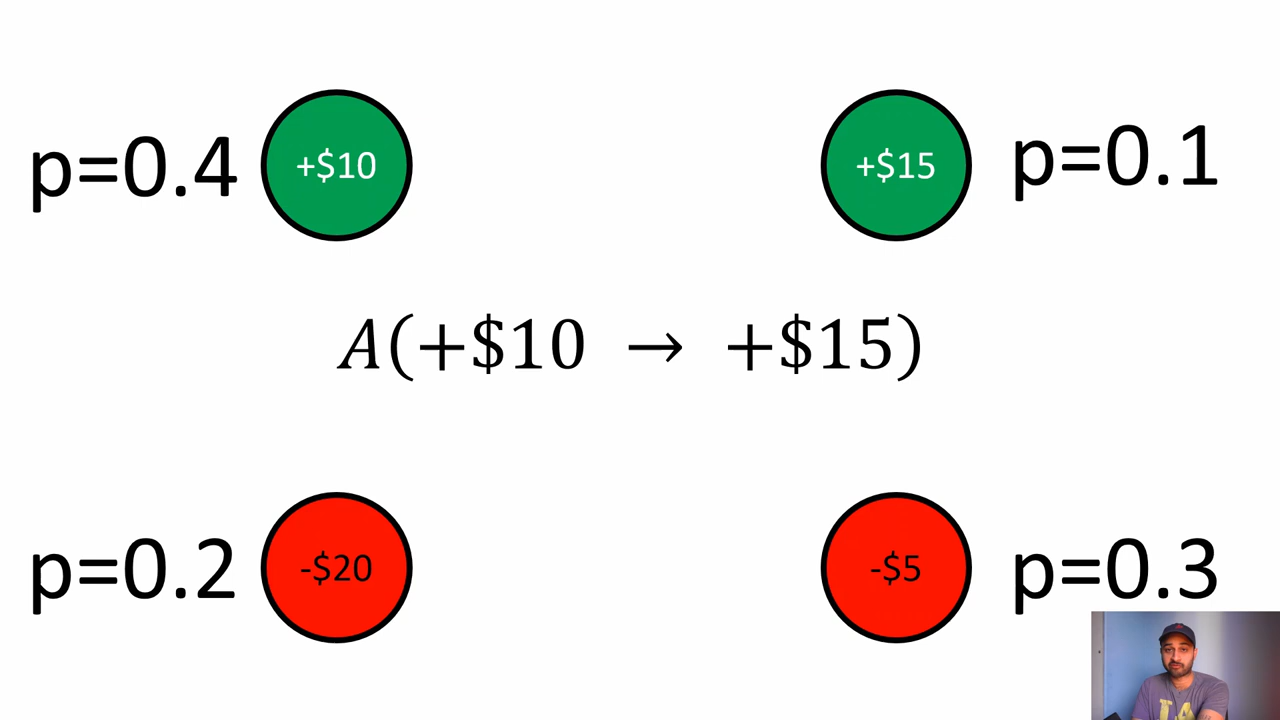 p=0.4 +$10 +$15 p=0.1
A(+$10 → +$15)
p=0.2 -$20 -$5 p=0.3